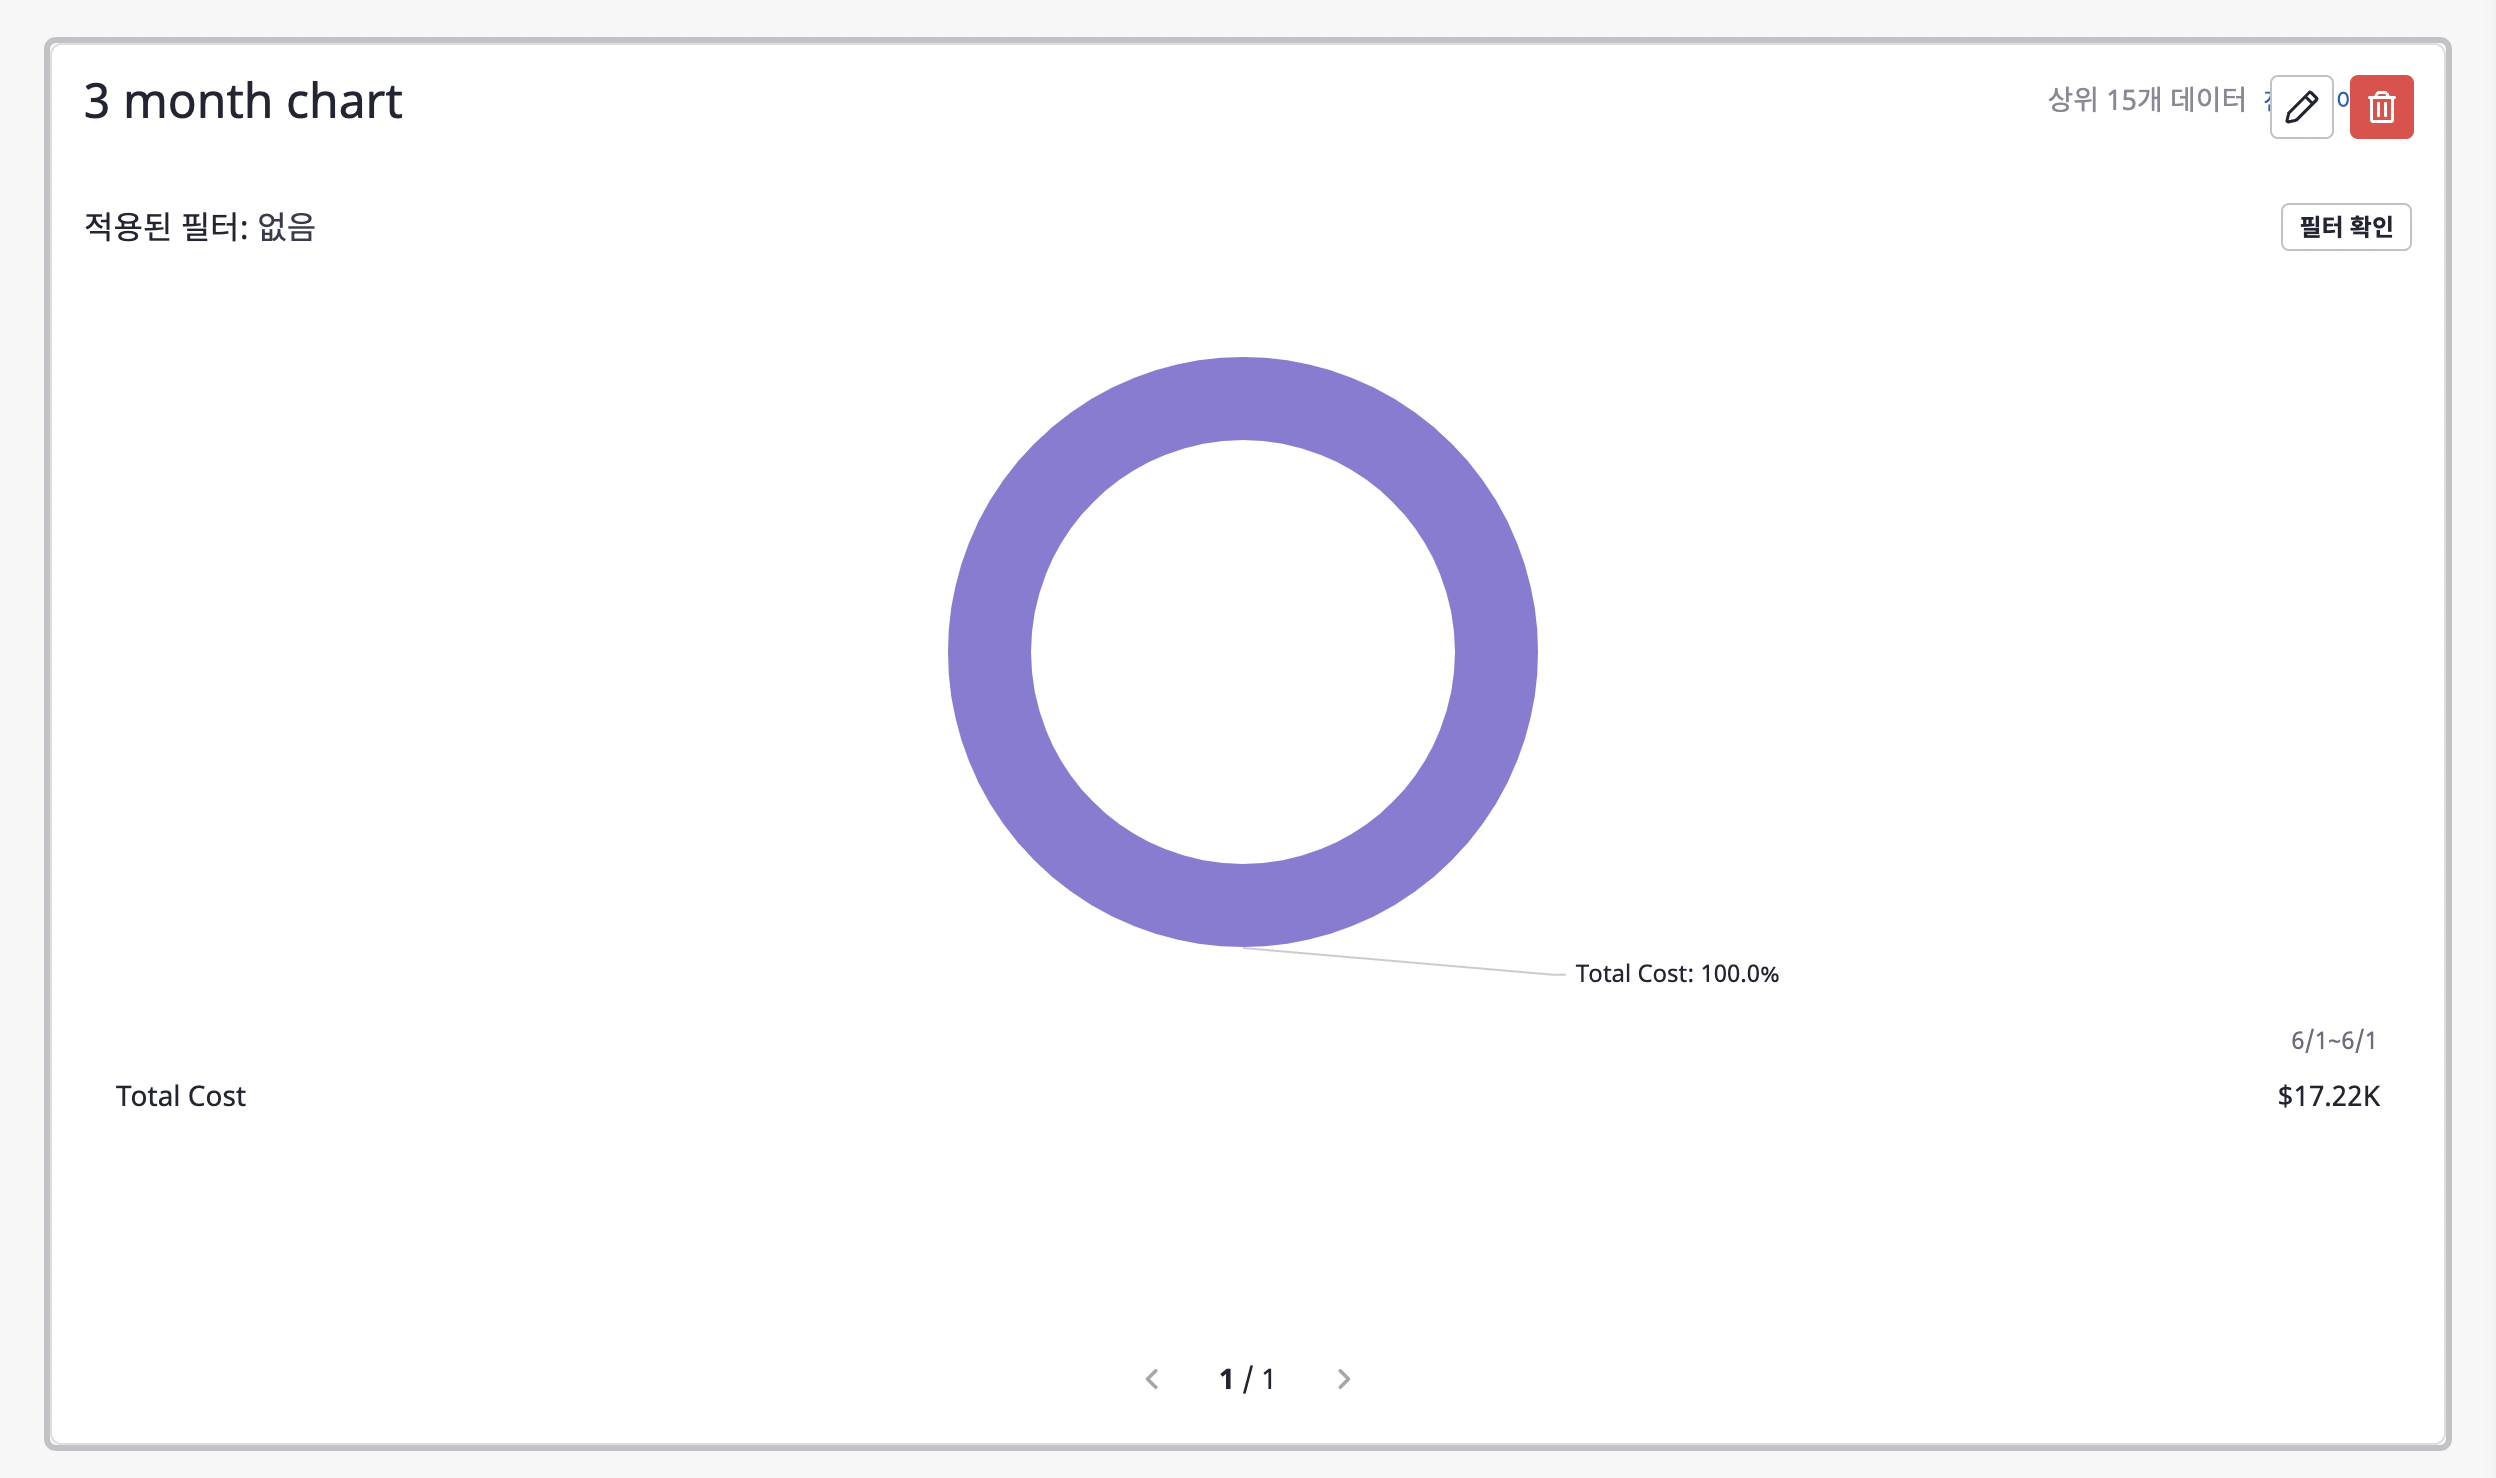 3 month chart
상위 15개 데이터
적용된 필터: 없음
필터 확인
Total Cost: 100.0%
6/1~6/1
Total Cost
$17.22K
1 / 1